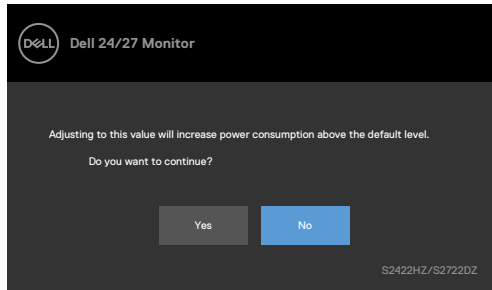 DELL
Dell 24/27 Monitor
Adjusting to this value will increase power consumption above the default level.
Do you want to continue?
Yes
No
S2422HZ/S2722DZ